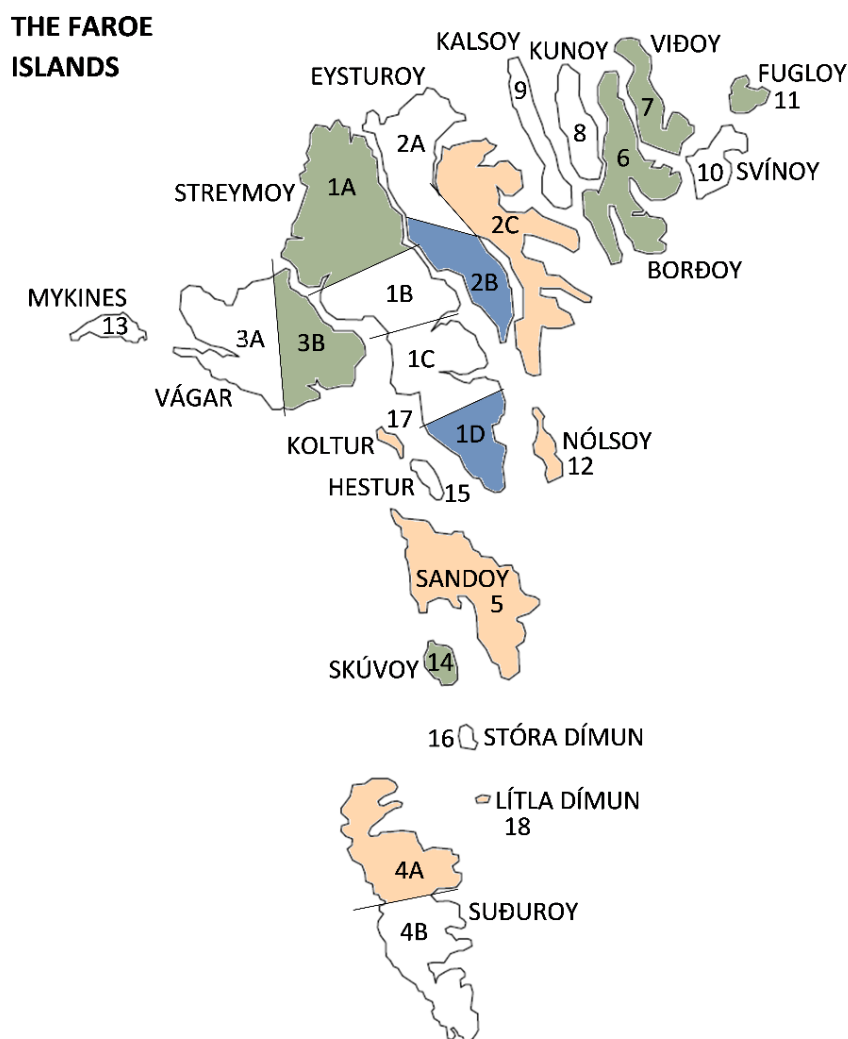 THE FAROE
ISLANDS
KALSOY
KUNOY
VIÐOY
EYSTUROY
FUGLOY
9
7
11
2A
8
6
10
SVÍNOY
STREYMOY
1A
2C
BORÐOY
2B
MYKINES
1B
13
3A
3B
1C
VÁGAR
17
1D
KOLTUR
NÓLSOY
12
HESTUR
15
SANDOY
5
SKÚVOY
14
16
STÓRA DÍMUN
LÍTLA DÍMUN
18
4A
SUÐUROY
4B